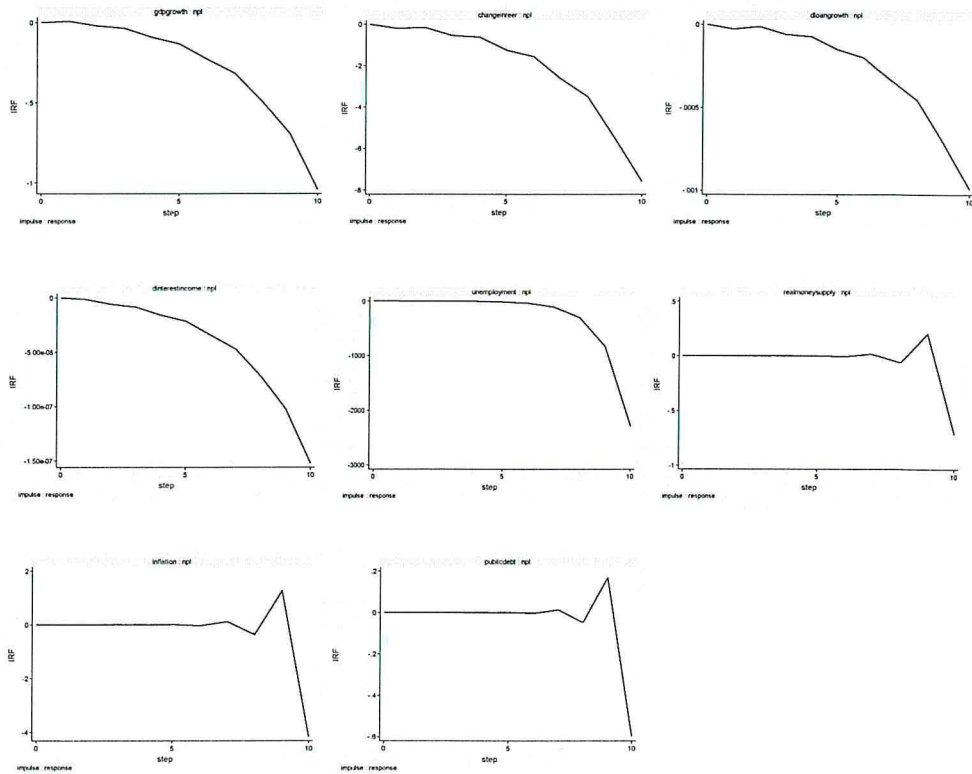 gdpgrowth : npl
0
-.5
-1
IRF
0
5
10
step
impulse : response
changeinreer : npl
0
-2
-4
-6
-8
IRF
0
5
10
step
impulse : response
dloangrowth : npl
0
-.0005
-.001
IRF
0
5
10
step
impulse : response
dinterestincome : npl
0
-5.00e-08
-1.00e-07
-1.50e-07
IRF
0
5
10
step
impulse : response
unemployment : npl
0
-1000
-2000
-3000
IRF
0
5
10
step
impulse : response
realmoneysupply : npl
.5
0
-.5
-1
IRF
0
5
10
step
impulse : response
inflation : npl
2
0
-2
-4
IRF
0
5
10
step
impulse : response
publicdebt : npl
.2
0
-.2
-.4
-.6
IRF
0
5
10
step
impulse : response